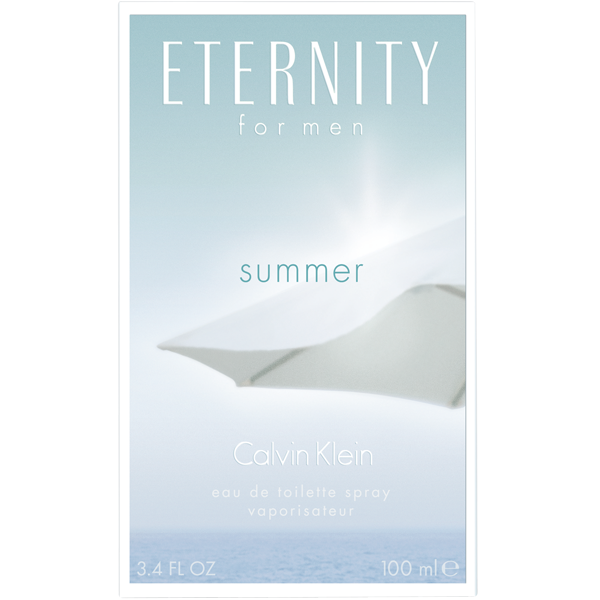 ETERNITY
for men
summer
Calvin Klein
eau de toilette spray
vaporisateur
3.4 FL OZ 100 ml ℮